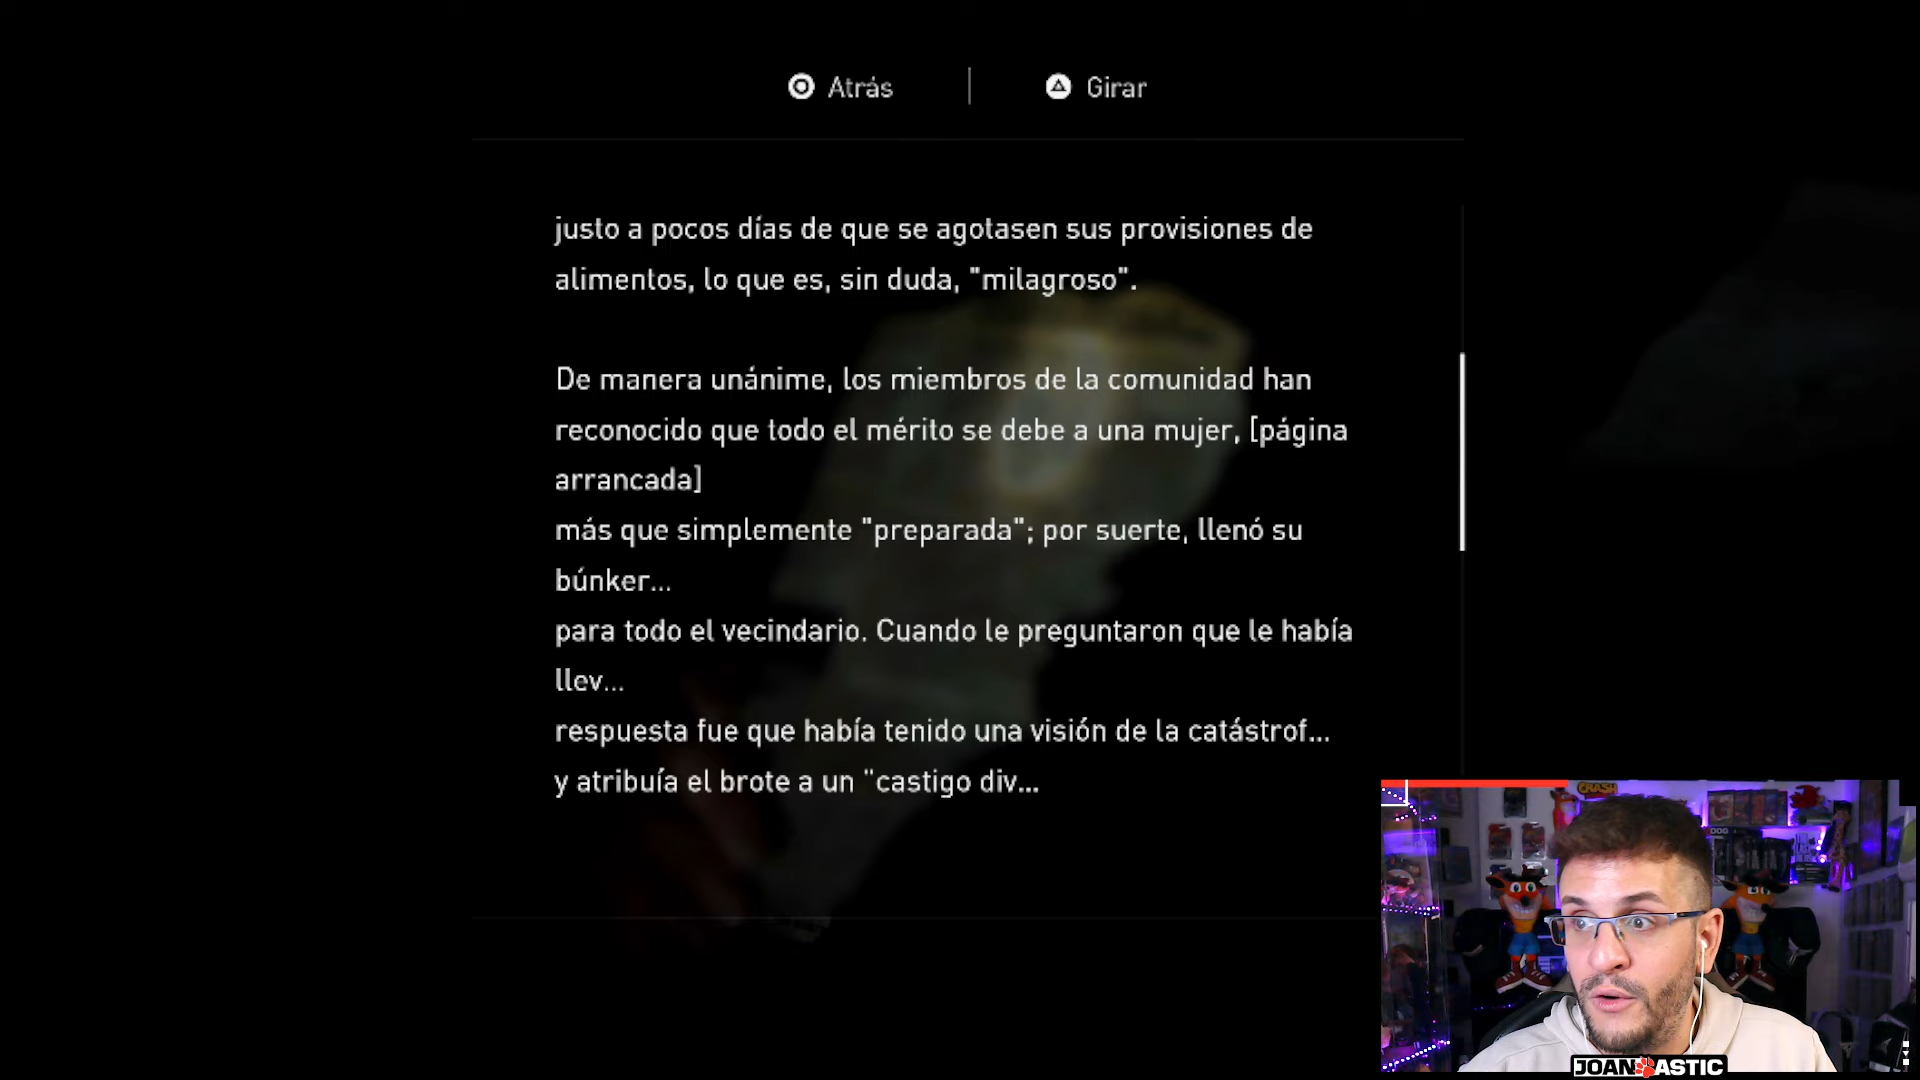 Atrás
Girar
justo a pocos días de que se agotasen sus provisiones de
alimentos, lo que es, sin duda, "milagroso".
De manera unánime, los miembros de la comunidad han
reconocido que todo el mérito se debe a una mujer, [página
arrancada]
más que simplemente "preparada"; por suerte, llenó su
búnker...
para todo el vecindario. Cuando le preguntaron que le había
llev...
respuesta fue que había tenido una visión de la catástrof...
y atribuía el brote a un "castigo div...
CRASH
JOANTASTIC